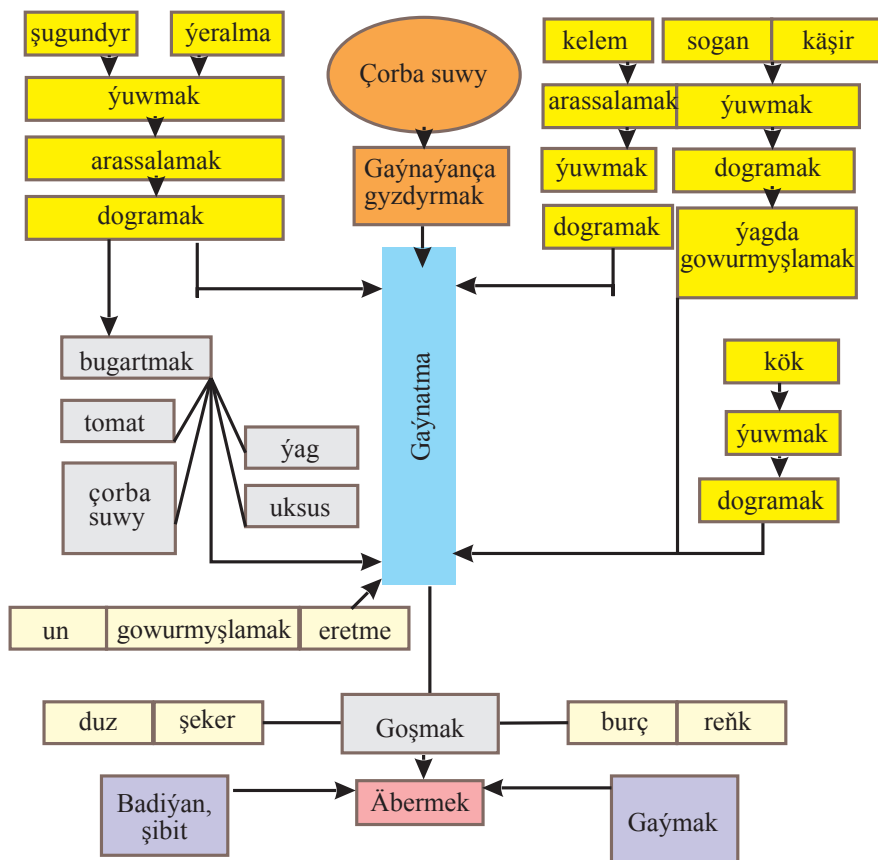 şugundyr
ýeralma
ýuwmak
arassalamak
dogramak
Çorba suwy
Gaýnaýança
gyzdyrmak
kelem
arassalamak
ýuwmak
dogramak
sogan
käşir
ýuwmak
dogramak
ýagda
gowurmyşlamak
Gaýnatma
bugartmak
tomat
çorba
suwy
ýag
uksus
kök
ýuwmak
dogramak
un
gowurmyşlamak
eretme
duz
şeker
Goşmak
burç
reňk
Badiýan,
şibit
Äbermek
Gaýmak